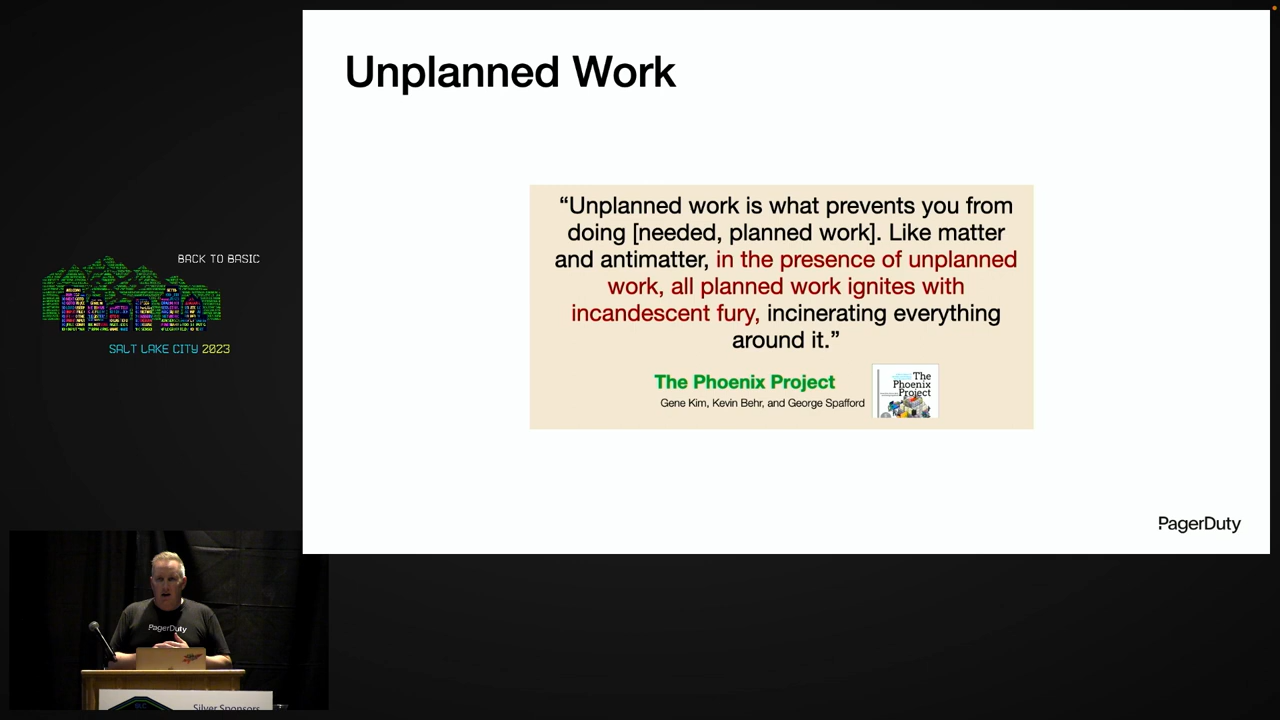 Unplanned Work
“Unplanned work is what prevents you from
doing [needed, planned work]. Like matter
and antimatter, in the presence of unplanned
work, all planned work ignites with
incandescent fury, incinerating everything
around it.”
The Phoenix Project
Gene Kim, Kevin Behr, and George Spafford
The
Phoenix
Project
PagerDuty
BACK TO BASIC
SALT LAKE CITY 2023
PagerDuty
Silver Sponsors